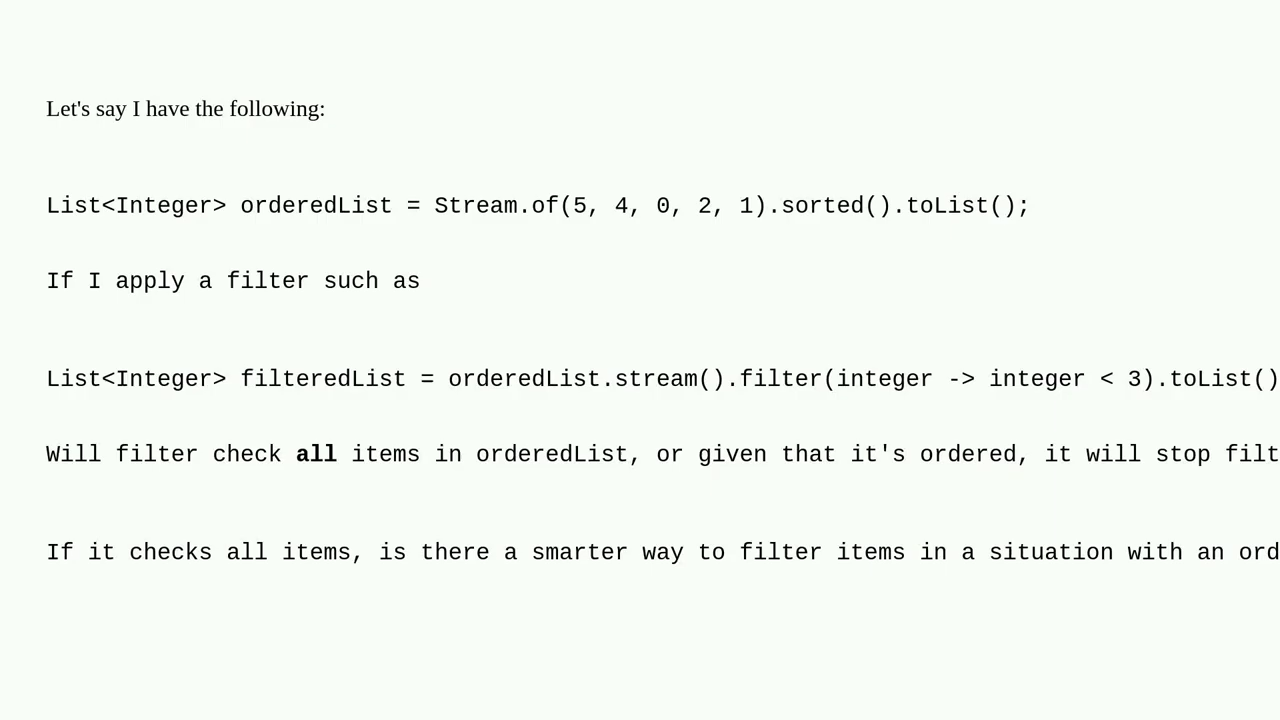 Let's say I have the following:
List<Integer> orderedList = Stream.of(5, 4, 0, 2, 1).sorted().toList();
If I apply a filter such as
List<Integer> filteredList = orderedList.stream().filter(integer -> integer < 3).toList()
Will filter check all items in orderedList, or given that it's ordered, it will stop
If it checks all items, is there a smarter way to filter items in a situation with an